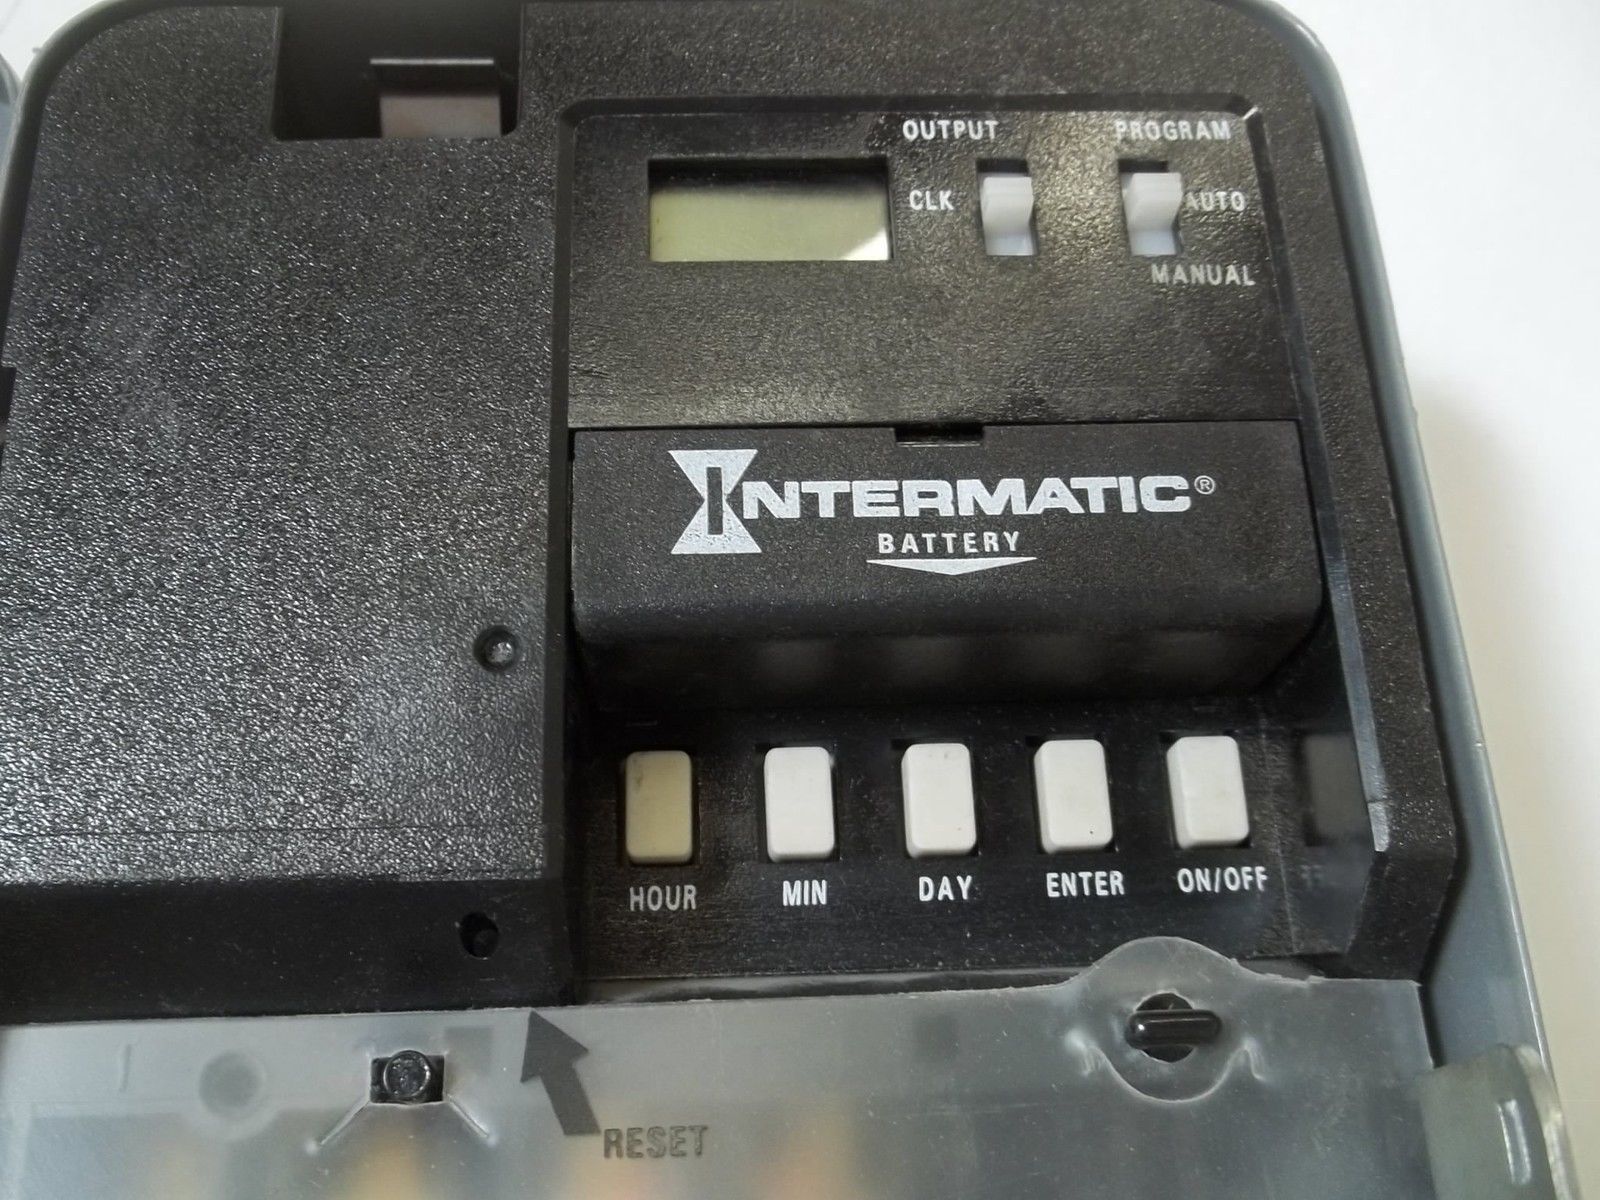 OUTPUT PROGRAM
CLK AUTO
MANUAL
INTERMATIC®
BATTERY
HOUR MIN DAY ENTER ON/OFF
RESET